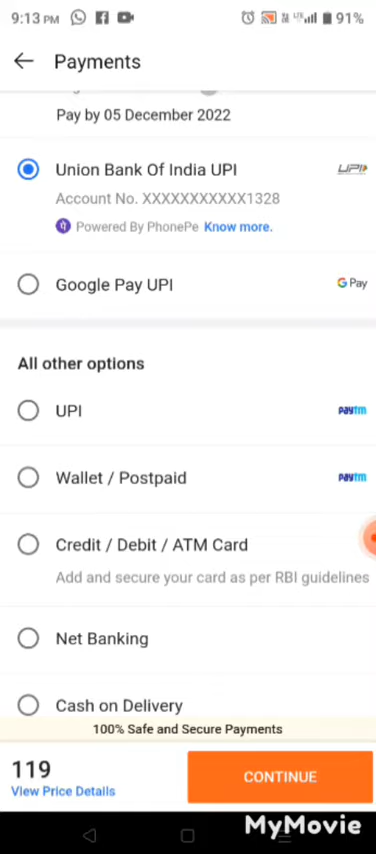 9:13 PM 91%
Payments
Pay by 05 December 2022
Union Bank Of India UPI UPI
Account No. XXXXXXXXXXX1328
Powered By PhonePe Know more.
Google Pay UPI G Pay
All other options
UPI paytm
Wallet / Postpaid paytm
Credit / Debit / ATM Card
Add and secure your card as per RBI guidelines
Net Banking
Cash on Delivery
100% Safe and Secure Payments
119
View Price Details
CONTINUE
MyMovie